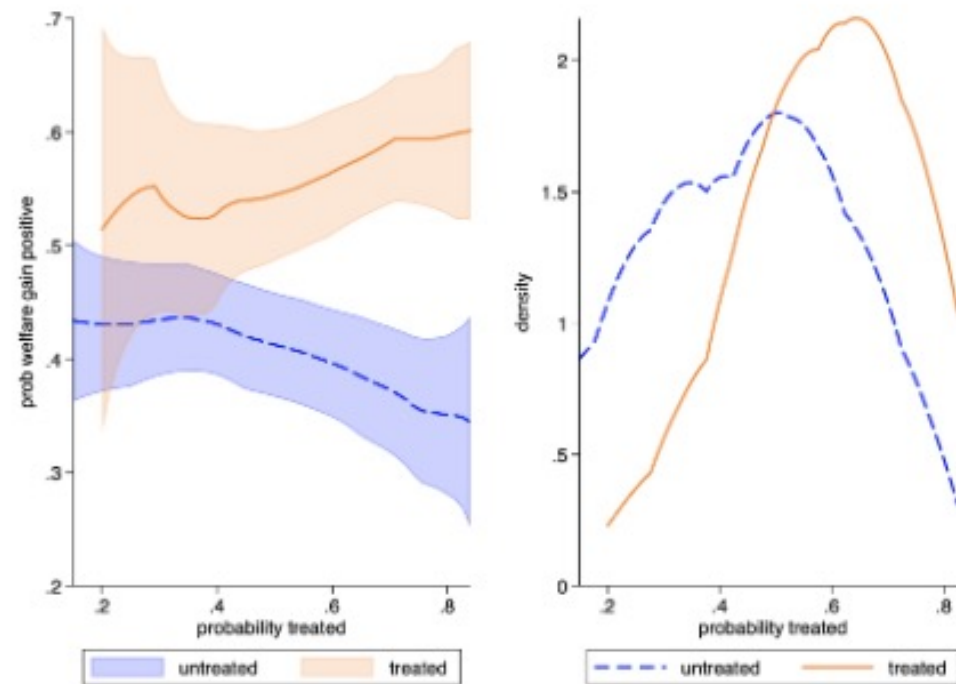 prob welfare gain positive
.7
.6
.5
.4
.3
.2
.2
.4
.6
.8
probability treated
untreated
treated
density
2
1.5
1
.5
0
.2
.4
.6
.8
probability treated
untreated
treated